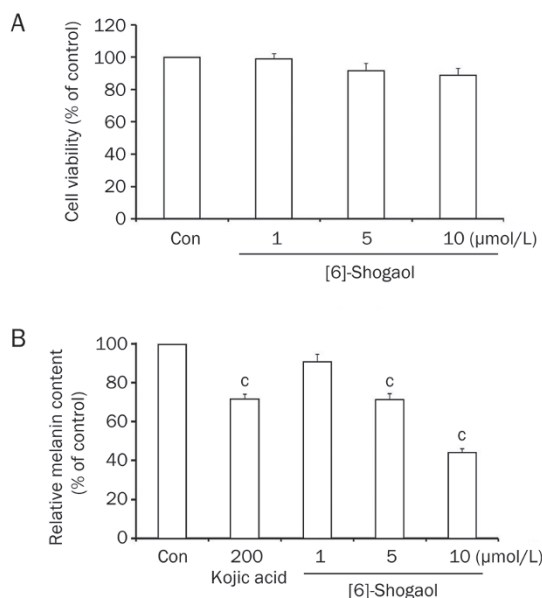 A
Cell viability (% of control)
120
100
80
60
40
20
0
Con 1 5 10 (μmol/L)
[6]-Shogaol
B
Relative melanin content
(% of control)
100
80
60
40
20
0
c
c
c
Con 200 1 5 10 (μmol/L)
Kojic acid [6]-Shogaol